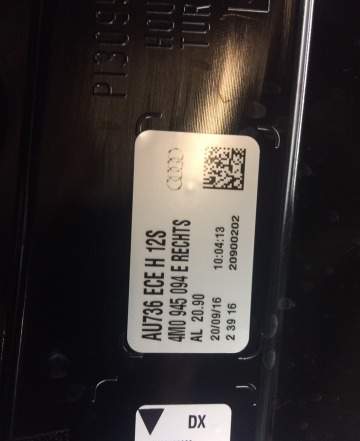 AU736 ECE H 12S
4M0 945 094 E RECHTS
AL 20.90
20/09/16 10:04:13
2 39 16 20900202
DX